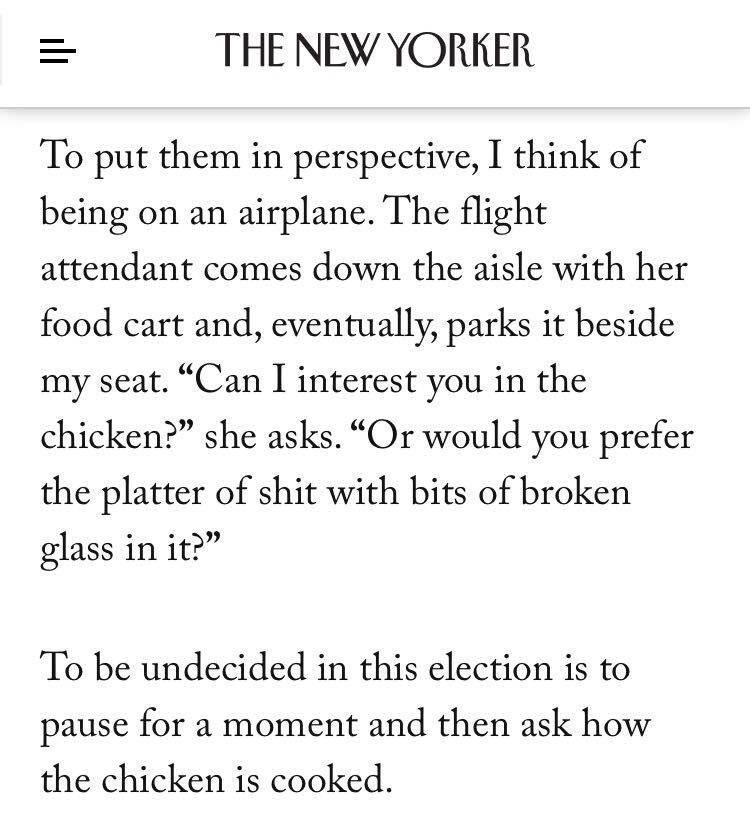 THE NEW YORKER
To put them in perspective, I think of
being on an airplane. The flight
attendant comes down the aisle with her
food cart and, eventually, parks it beside
my seat. “Can I interest you in the
chicken?” she asks. “Or would you prefer
the platter of shit with bits of broken
glass in it?”
To be undecided in this election is to
pause for a moment and then ask how
the chicken is cooked.